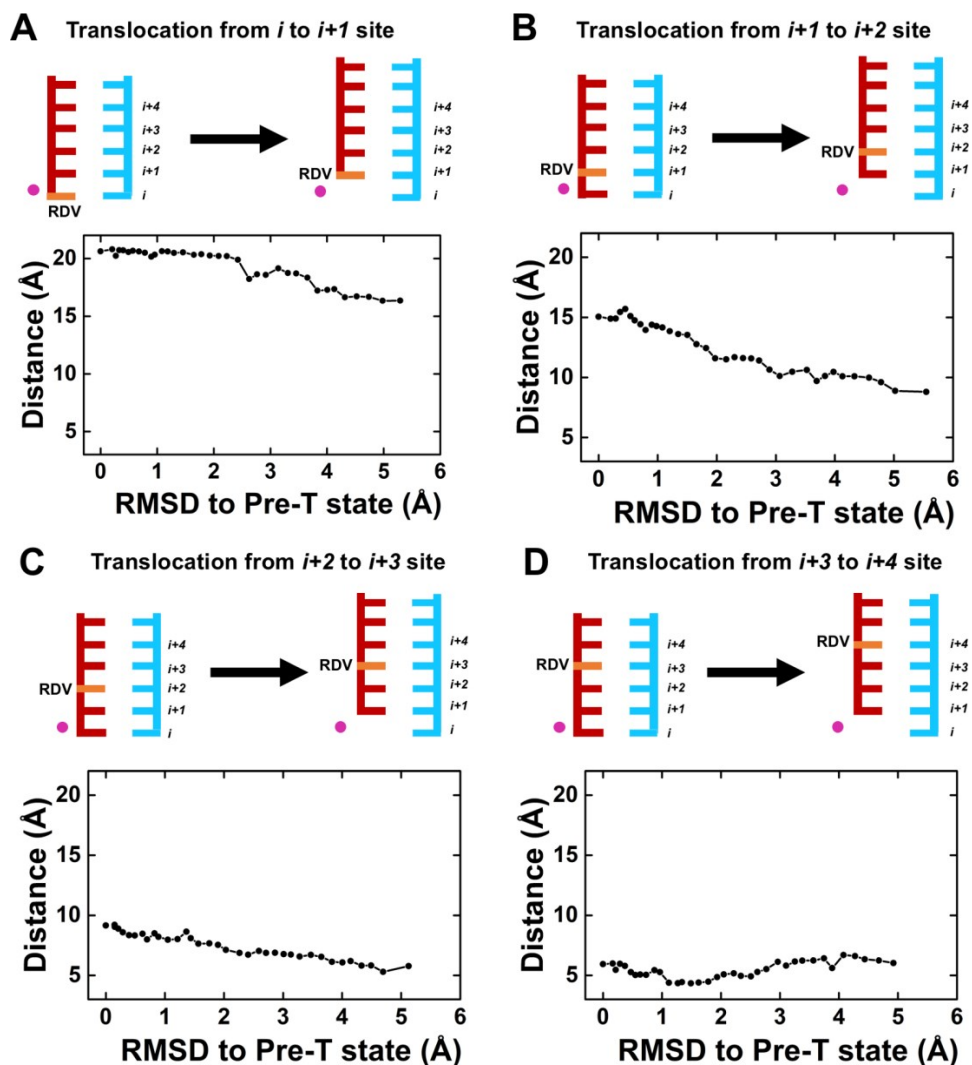 A Translocation from i to i+1 site
i+4
i+3
i+2
i+1
i
RDV
RDV
i+4
i+3
i+2
i+1
i
20
15
10
5
Distance (Å)
0 1 2 3 4 5 6
RMSD to Pre-T state (Å)
B Translocation from i+1 to i+2 site
RDV
i+4
i+3
i+2
i+1
i
RDV
i+4
i+3
i+2
i+1
i
20
15
10
5
Distance (Å)
0 1 2 3 4 5 6
RMSD to Pre-T state (Å)
C Translocation from i+2 to i+3 site
RDV
i+4
i+3
i+2
i+1
i
RDV
i+4
i+3
i+2
i+1
i
20
15
10
5
Distance (Å)
0 1 2 3 4 5 6
RMSD to Pre-T state (Å)
D Translocation from i+3 to i+4 site
RDV
i+4
i+3
i+2
i+1
i
RDV
i+4
i+3
i+2
i+1
i
20
15
10
5
Distance (Å)
0 1 2 3 4 5 6
RMSD to Pre-T state (Å)